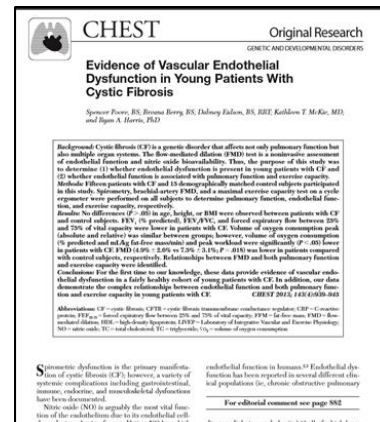 CHEST
Original Research
GENETIC AND DEVELOPMENTAL DISORDERS
Evidence of Vascular Endothelial
Dysfunction in Young Patients With
Cystic Fibrosis
Spencer Poore, BS; Brenana Berry, BS; Dalmey Eidson, BS, RRT; Kathleen T. McKie, MD;
and Ryan A. Harris, PhD
Background: Cystic fibrosis (CF) is a genetic disorder that affects not only pulmonary function but
also multiple organ systems. The flow-mediated dilation (FMD) test is a noninvasive assessment
of endothelial function and nitric oxide bioavailability. Thus, the purpose of this study was
to determine (1) whether endothelial dysfunction is present in young patients with CF and
(2) whether endothelial function is associated with pulmonary function and exercise capacity.
Methods: Fifteen patients with CF and 15 demographically matched control subjects participated
in this study. Spirometry, brachial-artery FMD, and a maximal exercise test on a cycle
ergometer were performed on all subjects to determine pulmonary, endothelial func-
tion, and exercise capacity, respectively.
Results: No differences (P > .05) in age, height, or BMI were observed between patients with CF
and control subjects. FEV₁ (% predicted), FEV₁/FVC, and forced expiratory flow between 25%
and 75% of vital capacity were lower in patients with CF. Volume of oxygen consumption peak
(absolute and relative) was similar between groups; however, volume of oxygen consumption
(% predicted and mL/kg fat-free mass/min) and peak workload were significantly (P < .05) lower
in patients with CF. FMD was lower in patients compared
with control subjects, respectively. Relationships between FMD and both pulmonary function
and exercise capacity were identified.
Conclusions: For the first time to our knowledge, these data provide evidence of vascular endo-
thelial dysfunction in a fairly healthy cohort of young patients with CF. In addition, our data
demonstrate the complex relationships between endothelial function and both pulmonary func-
tion and exercise capacity in young patients with CF. CHEST 2013; 143(4):939–945
Abbreviations: CF = cystic fibrosis; CFTR = cystic fibrosis transmembrane conductance regulator; CRP = C-reactive
protein; = forced expiratory flow between 25% and 75% of vital capacity; FFM = fat-free mass; FMD = flow-
mediated dilation; HDL = high-density lipoprotein; LIVEP = Laboratory of Integrative Vascular and Exercise Physiology;
NO = nitric oxide; TC = total cholesterol; TG = triglyceride; = volume of oxygen consumption
Spirometric dysfunction is the primary manifesta-
tion of cystic fibrosis (CF); however, a variety of
systemic complications including gastrointestinal,
immune, endocrine, and musculoskeletal dysfunctions
have been documented.
Nitric oxide (NO) is arguably the most vital func-
tion of the endothelium due to its endothelial cell-
endothelial function in humans. Endothelial dys-
function has been reported in several different clin-
ical populations (ie, chronic obstructive pulmonary
For editorial comment see page 882